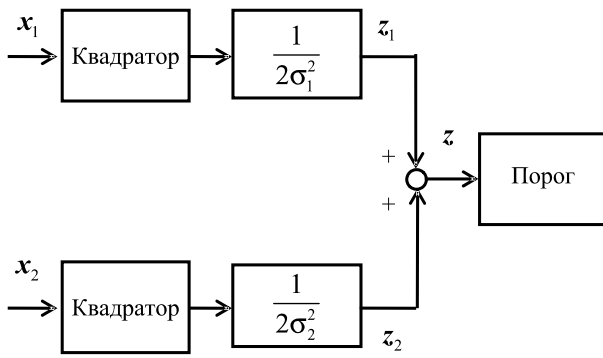 x₁
Квадратор
1
2σ₁²
z₁
+
z
Порог
+
x₂
Квадратор
1
2σ₂²
z₂